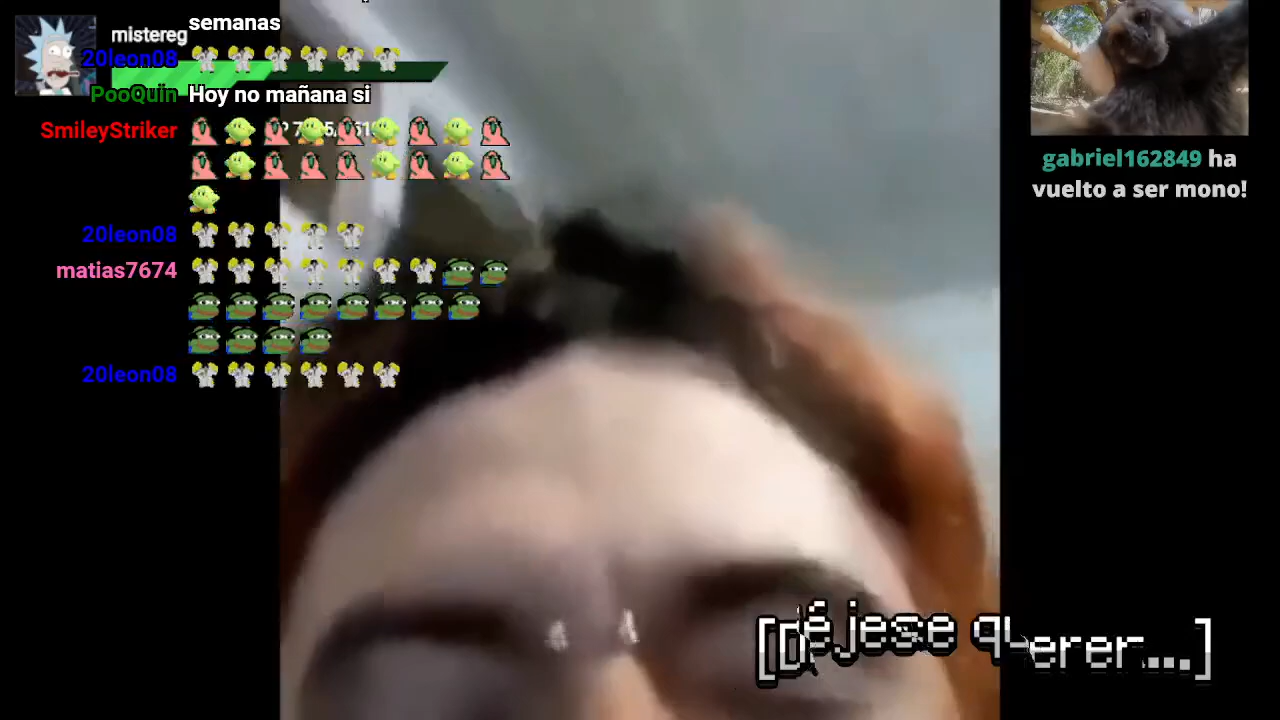 semanas
mistereg
20leon08
PooQuin Hoy no mañana si
SmileyStriker
20leon08
matias7674
20leon08
gabriel162849 ha
vuelto a ser mono!
[Déjese querer...]